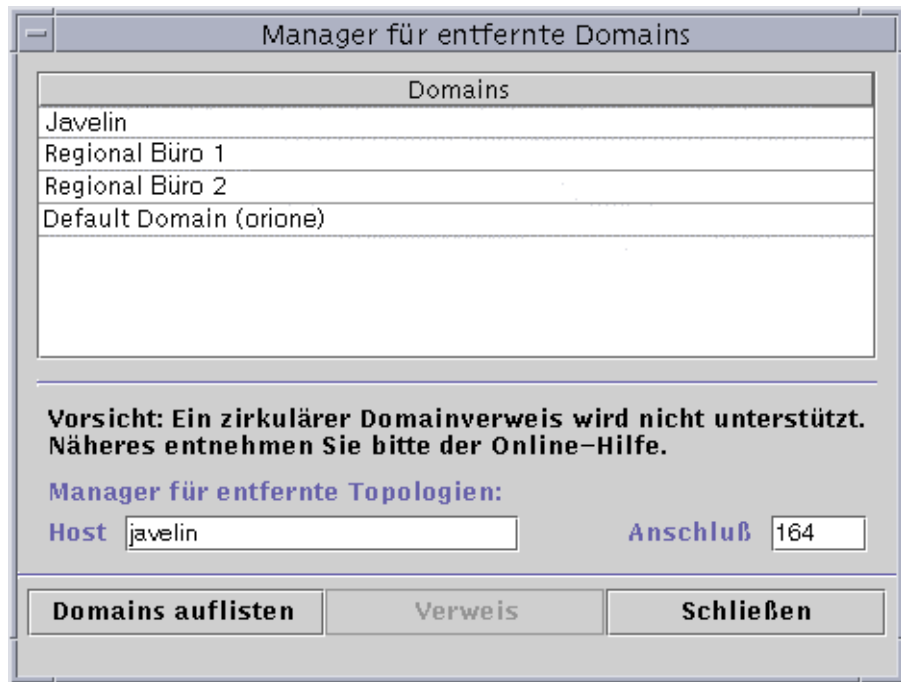 Manager für entfernte Domains
Domains
Javelin
Regional Büro 1
Regional Büro 2
Default Domain (orione)
Vorsicht: Ein zirkulärer Domainverweis wird nicht unterstützt.
Näheres entnehmen Sie bitte der Online-Hilfe.
Manager für entfernte Topologien:
Host javelin Anschluß 164
Domains auflisten Verweis Schließen